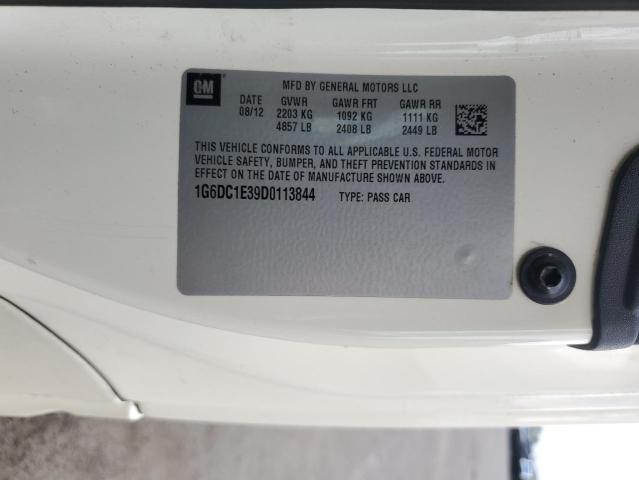 GM
MFD BY GENERAL MOTORS LLC
DATE GVWR GAWR FRT GAWR RR
08/12 2203 KG 1092 KG 1111 KG
4857 LB 2408 LB 2449 LB
THIS VEHICLE CONFORMS TO ALL APPLICABLE U.S. FEDERAL MOTOR
VEHICLE SAFETY, BUMPER, AND THEFT PREVENTION STANDARDS IN
EFFECT ON THE DATE OF MANUFACTURE SHOWN ABOVE.
1G6DC1E39D0113844 TYPE: PASS CAR